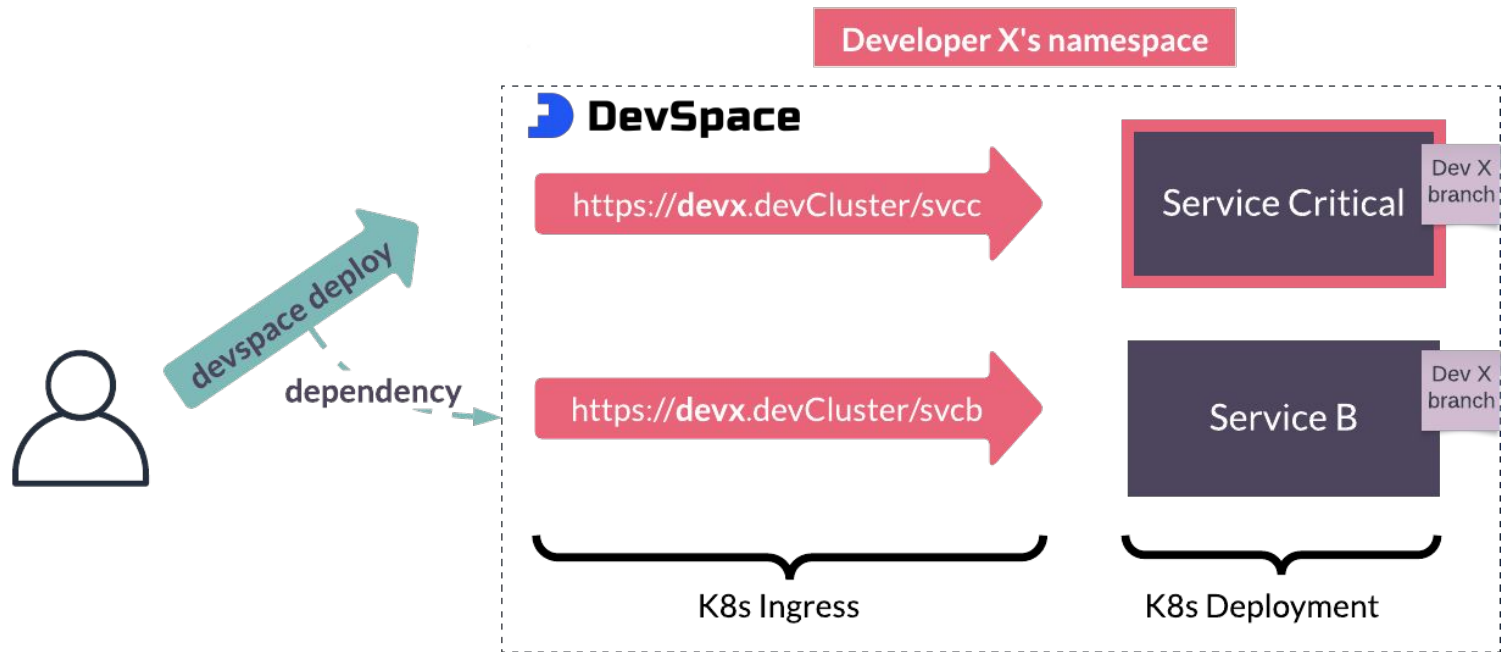 Developer X's namespace
DevSpace
https://devx.devCluster/svcc
Service Critical
Dev X
branch
devspace deploy
dependency
https://devx.devCluster/svcb
Service B
Dev X
branch
K8s Ingress
K8s Deployment